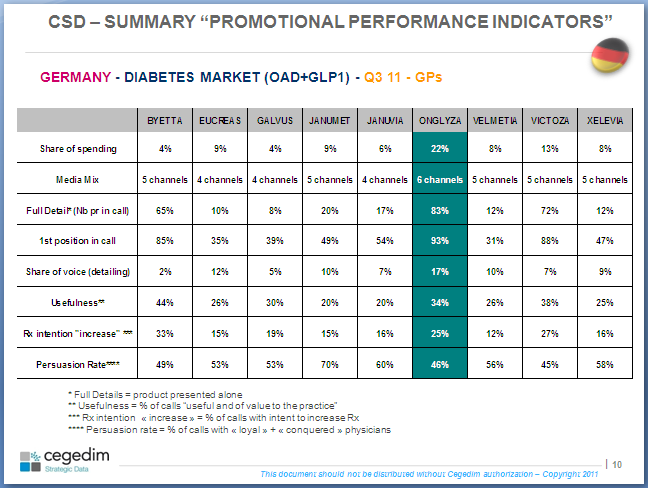 CSD – SUMMARY “PROMOTIONAL PERFORMANCE INDICATORS”
GERMANY - DIABETES MARKET (OAD+GLP1) - Q3 11 - GPs
BYETTA EUCREAS GALVUS JANUMET JANUVIA ONGLYZA VELMETIA VICTOZA XELEVIA
Share of spending 4% 9% 4% 9% 6% 22% 8% 13% 8%
Media Mix 5 channels 4 channels 4 channels 5 channels 4 channels 6 channels 5 channels 5 channels 5 channels
Full Detail* (Nb pr in call) 65% 10% 8% 20% 17% 83% 12% 72% 12%
1st position in call 85% 35% 39% 49% 54% 93% 31% 88% 47%
Share of voice (detailing) 2% 12% 5% 10% 7% 17% 10% 7% 9%
Usefulness** 44% 26% 30% 20% 20% 34% 26% 38% 25%
Rx intention "increase" *** 33% 15% 19% 15% 16% 25% 12% 27% 16%
Persuasion Rate**** 49% 53% 53% 70% 60% 46% 56% 45% 58%
* Full Details = product presented alone
** Usefulness = % of calls “useful and of value to the practice”
*** Rx intention « increase » = % of calls with intent to increase Rx
**** Persuasion rate = % of calls with « loyal » + « conquered » physicians
cegedim
Strategic Data
10
This document should not be distributed without Cegedim authorization – Copyright 2011